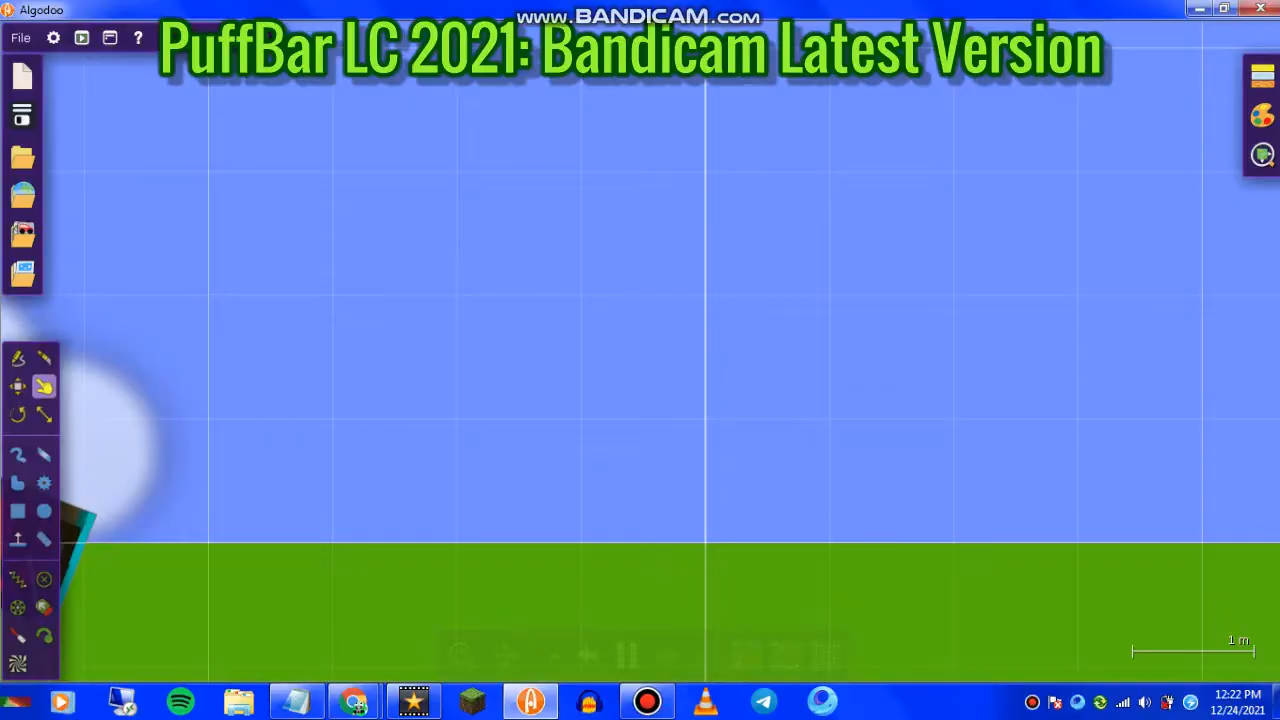 Algodoo
www.BANDICAM.com
File
?
PuffBar LC 2021: Bandicam Latest Version
1 m
12:22 PM
12/24/2021